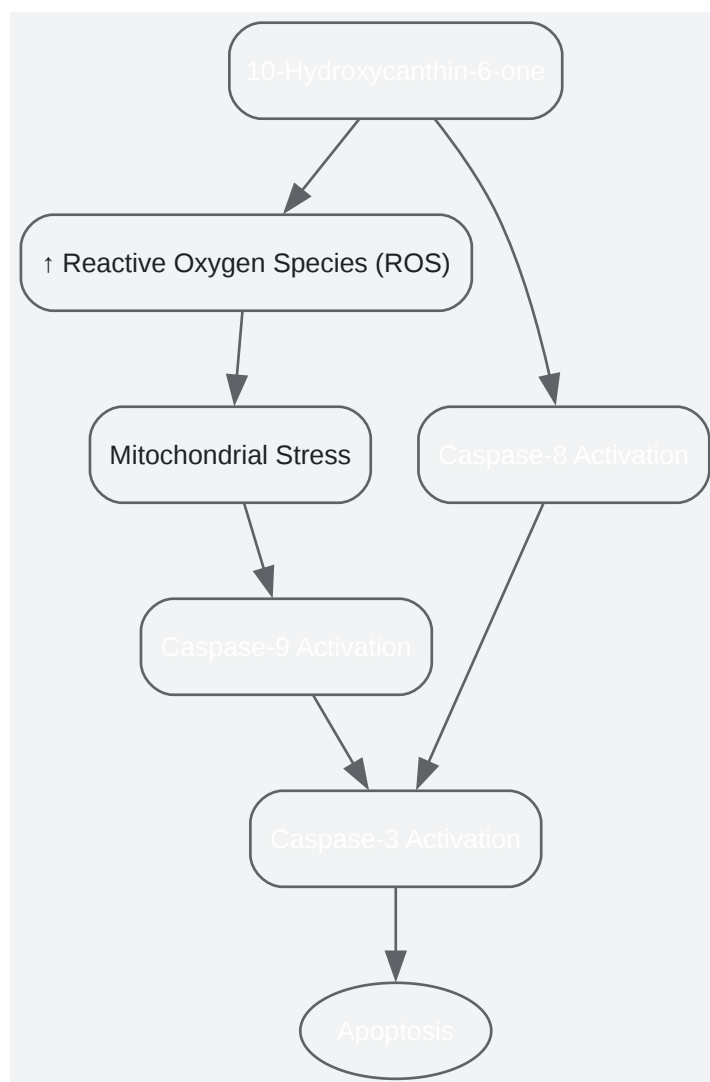 10-Hydroxycanthin-6-one
↑ Reactive Oxygen Species (ROS)
Mitochondrial Stress
Caspase-8 Activation
Caspase-9 Activation
Caspase-3 Activation
Apoptosis